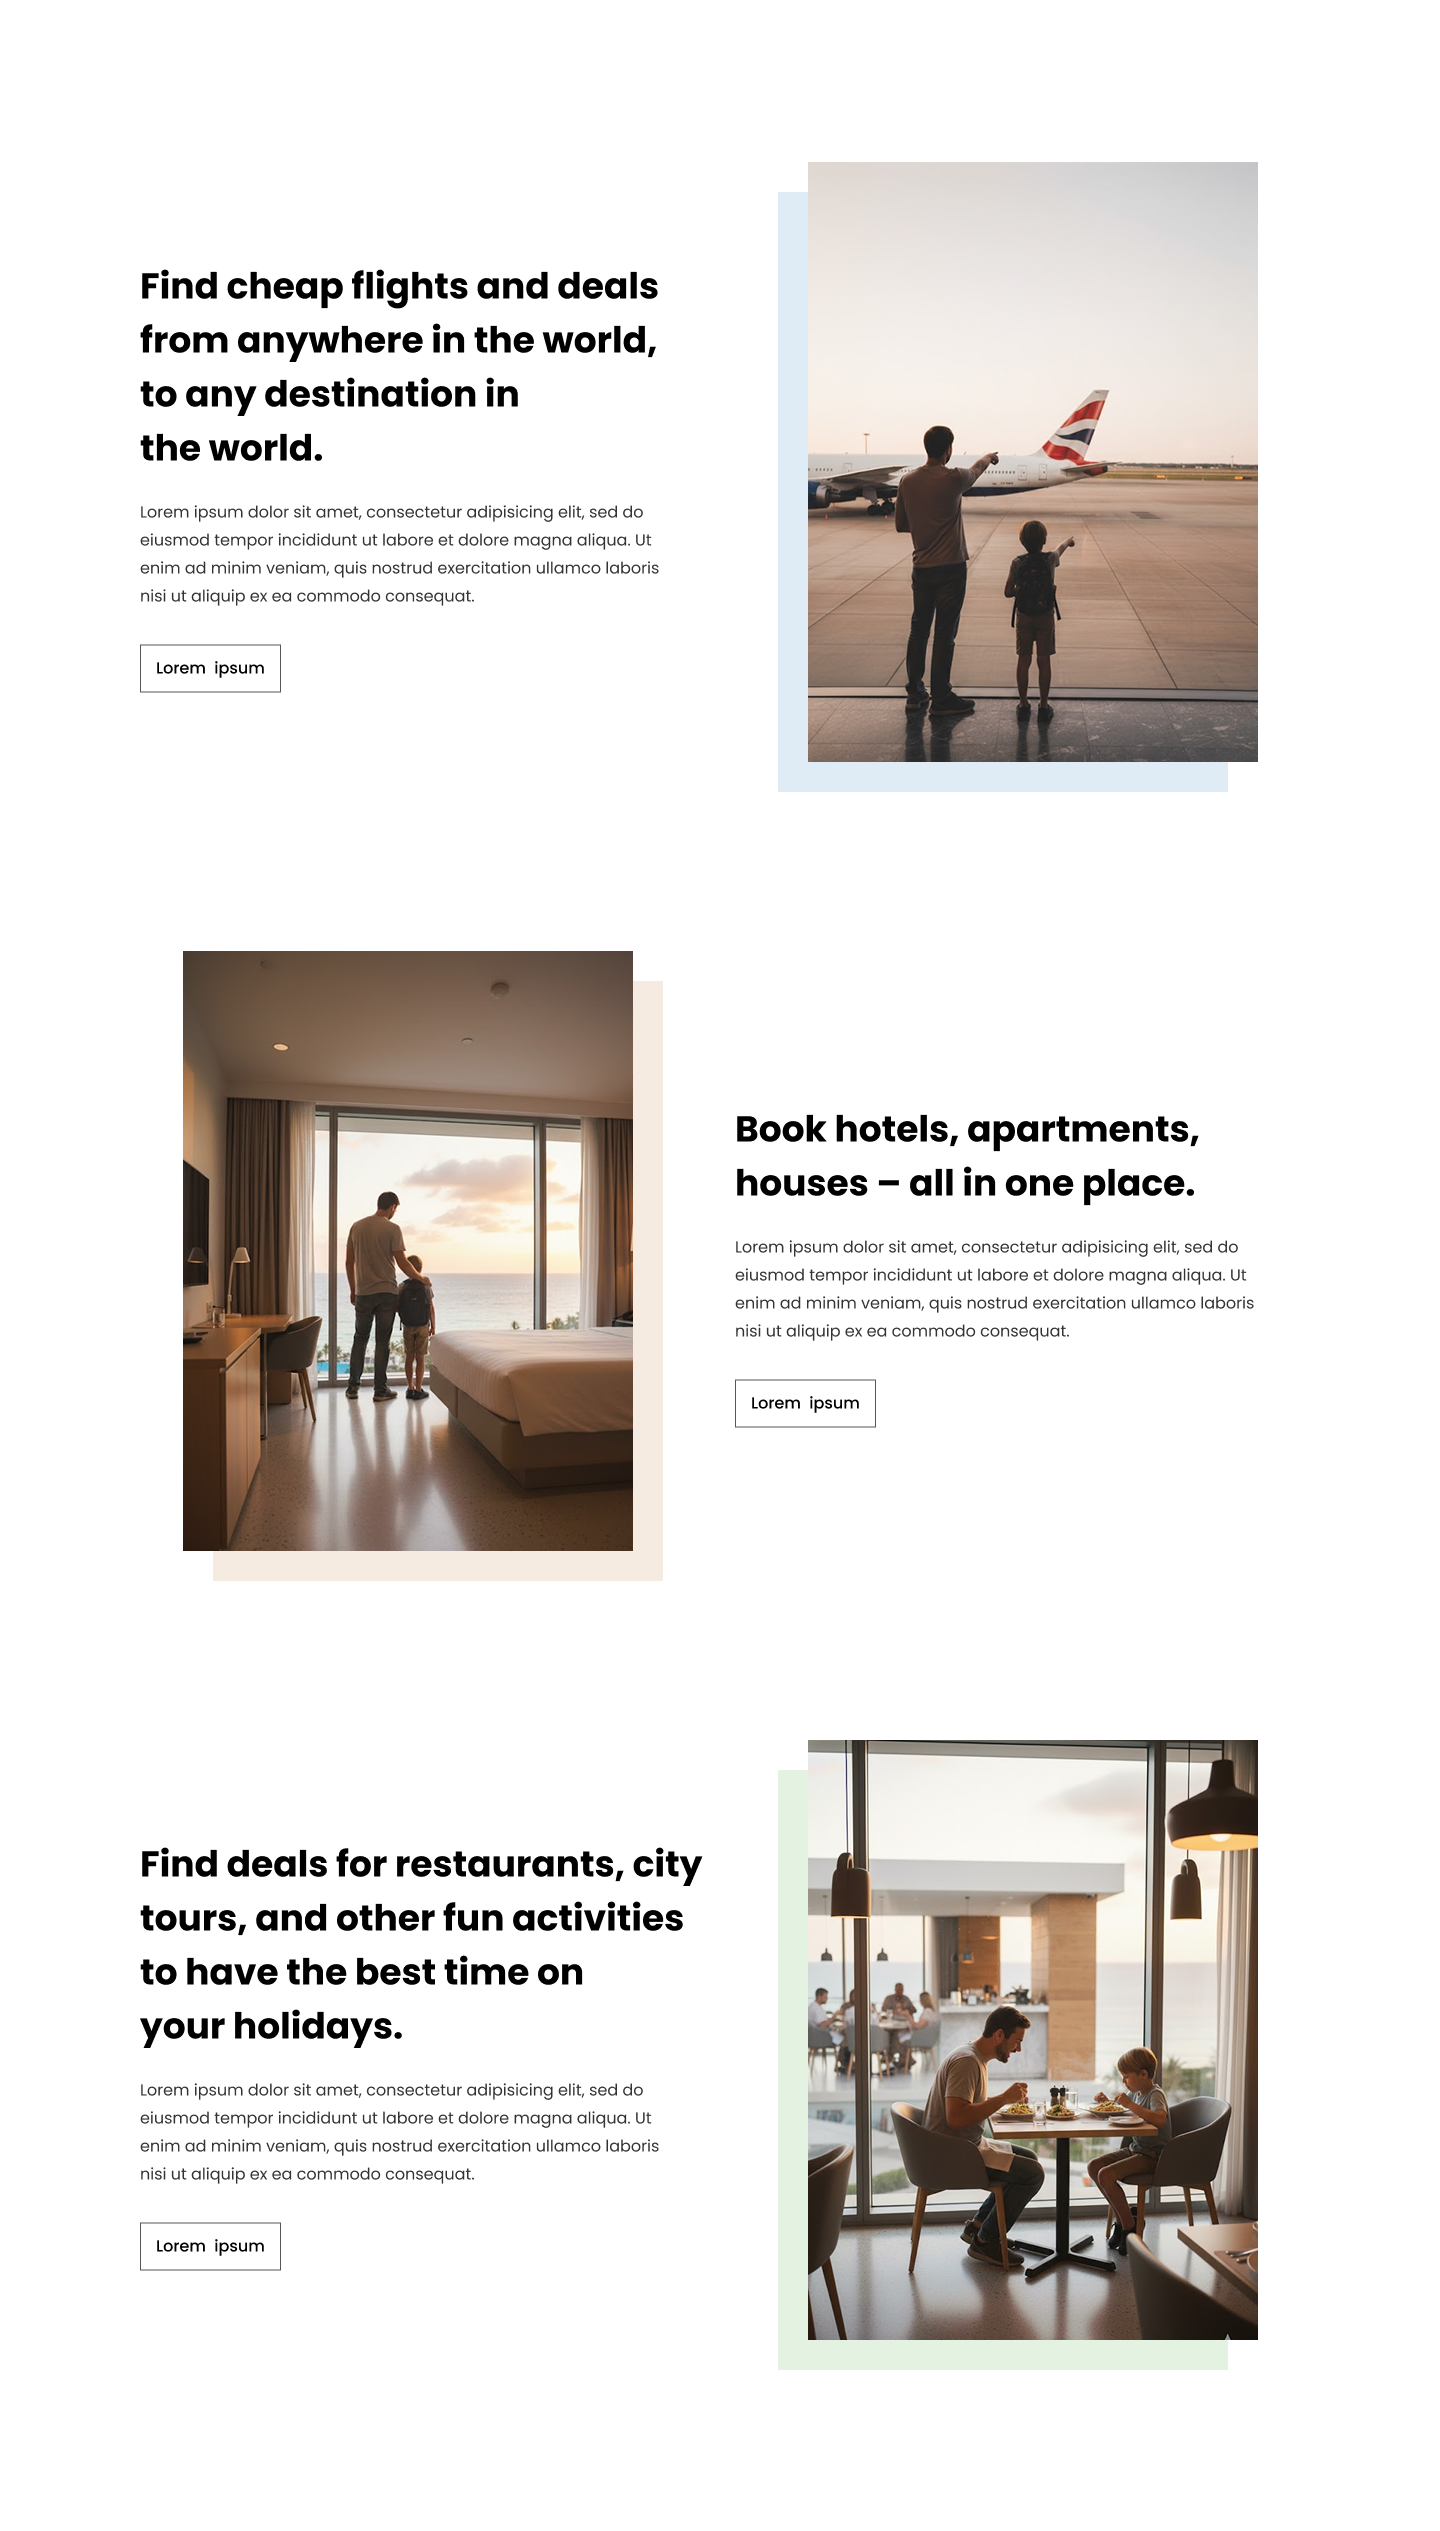 Find cheap flights and deals
from anywhere in the world,
to any destination in
the world.
Lorem ipsum dolor sit amet, consectetur adipisicing elit, sed do
eiusmod tempor incididunt ut labore et dolore magna aliqua. Ut
enim ad minim veniam, quis nostrud exercitation ullamco laboris
nisi ut aliquip ex ea commodo consequat.
Lorem ipsum
Book hotels, apartments,
houses – all in one place.
Lorem ipsum dolor sit amet, consectetur adipisicing elit, sed do
eiusmod tempor incididunt ut labore et dolore magna aliqua. Ut
enim ad minim veniam, quis nostrud exercitation ullamco laboris
nisi ut aliquip ex ea commodo consequat.
Lorem ipsum
Find deals for restaurants, city
tours, and other fun activities
to have the best time on
your holidays.
Lorem ipsum dolor sit amet, consectetur adipisicing elit, sed do
eiusmod tempor incididunt ut labore et dolore magna aliqua. Ut
enim ad minim veniam, quis nostrud exercitation ullamco laboris
nisi ut aliquip ex ea commodo consequat.
Lorem ipsum